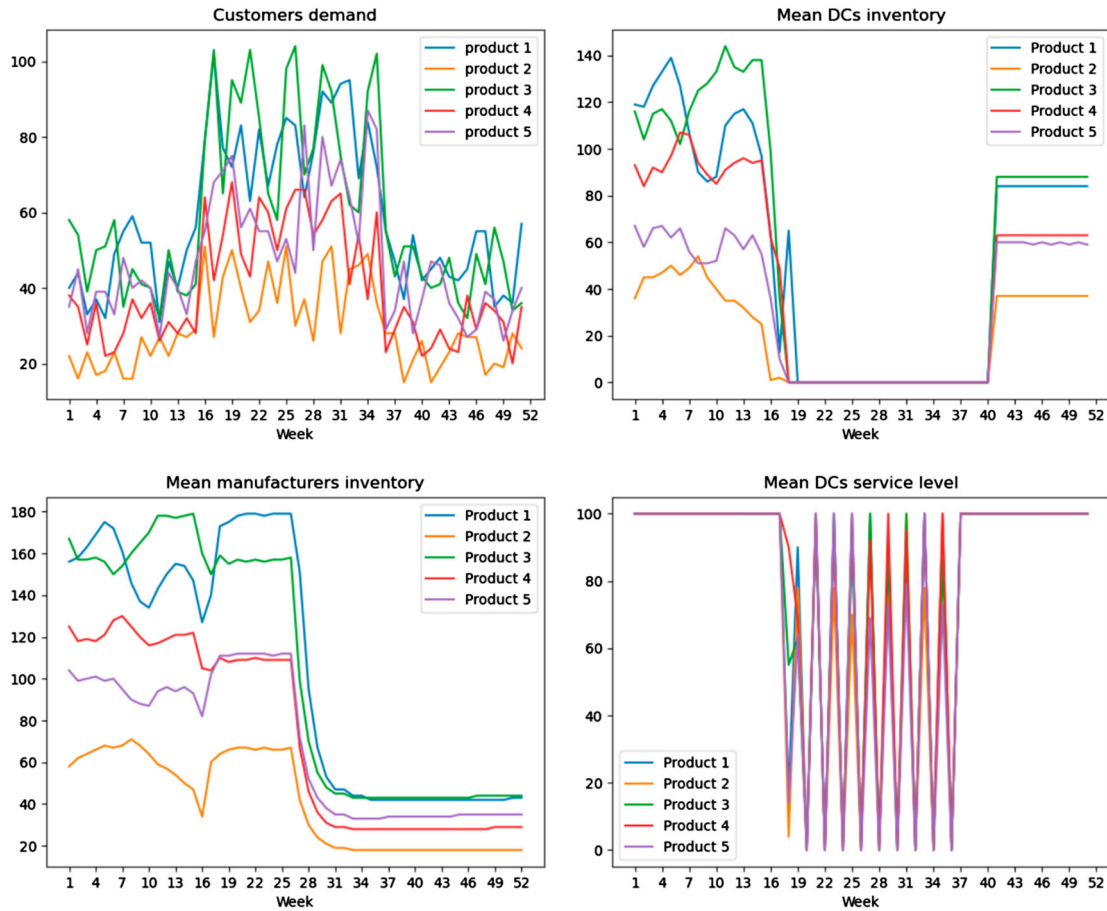 Customers demand
100
80
60
40
20
product 1
product 2
product 3
product 4
product 5
1 4 7 10 13 16 19 22 25 28 31 34 37 40 43 46 49 52
Week
Mean DCs inventory
140
120
100
80
60
40
20
0
Product 1
Product 2
Product 3
Product 4
Product 5
1 4 7 10 13 16 19 22 25 28 31 34 37 40 43 46 49 52
Week
Mean manufacturers inventory
180
160
140
120
100
80
60
40
20
Product 1
Product 2
Product 3
Product 4
Product 5
1 4 7 10 13 16 19 22 25 28 31 34 37 40 43 46 49 52
Week
Mean DCs service level
100
80
60
40
20
0
Product 1
Product 2
Product 3
Product 4
Product 5
1 4 7 10 13 16 19 22 25 28 31 34 37 40 43 46 49 52
Week